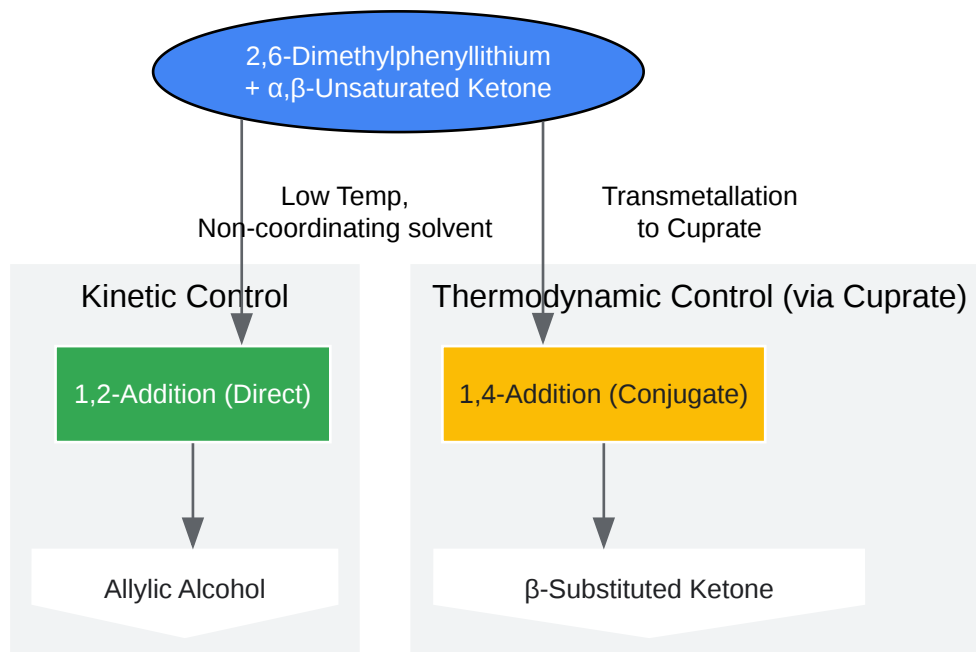 2,6-Dimethylphenyllithium
+ α,β-Unsaturated Ketone
Low Temp,
Non-coordinating solvent
Transmetallation
to Cuprate
Kinetic Control
Thermodynamic Control (via Cuprate)
1,2-Addition (Direct)
1,4-Addition (Conjugate)
Allylic Alcohol
β-Substituted Ketone